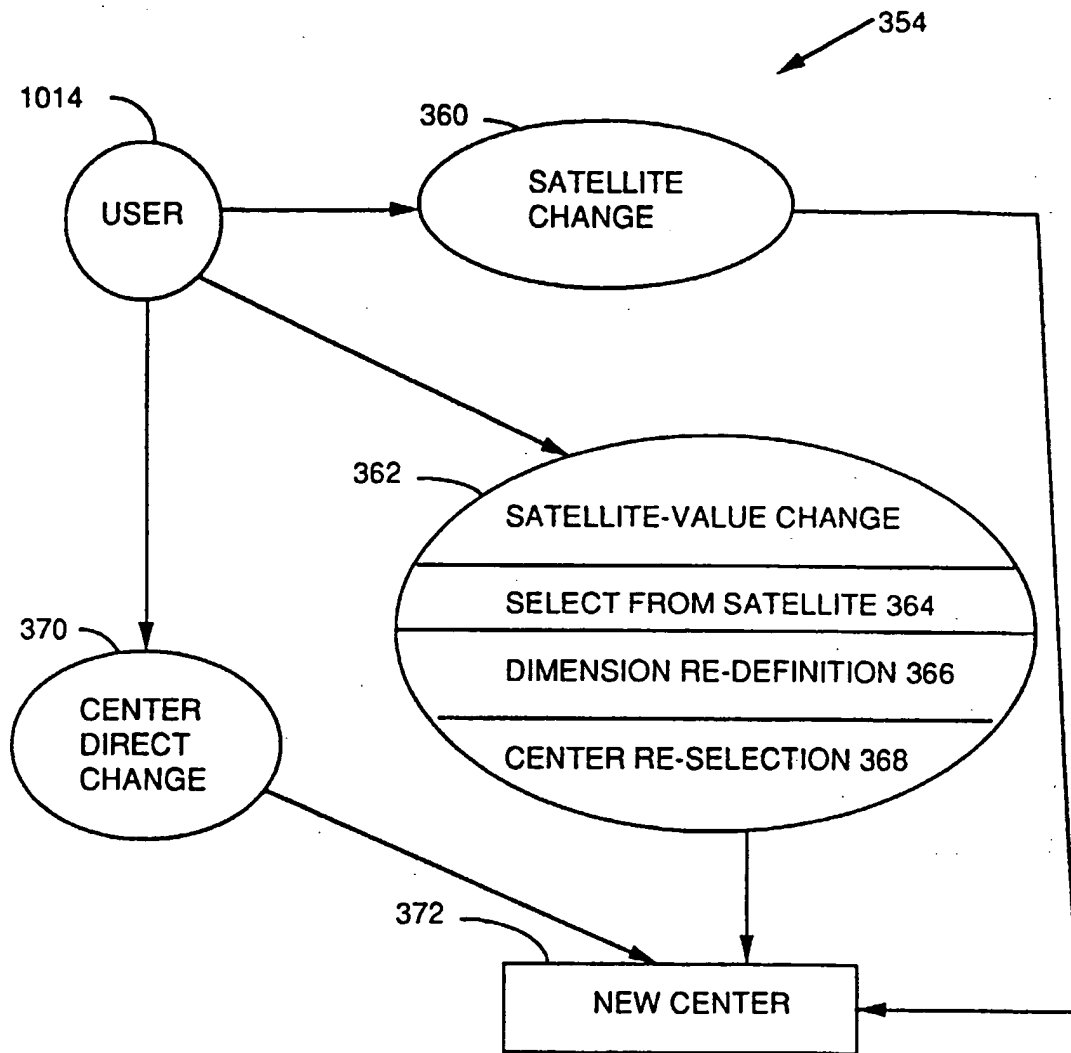 354
1014
360
SATELLITE
CHANGE
USER
362
SATELLITE-VALUE CHANGE
SELECT FROM SATELLITE 364
DIMENSION RE-DEFINITION 366
CENTER RE-SELECTION 368
370
CENTER
DIRECT
CHANGE
372
NEW CENTER